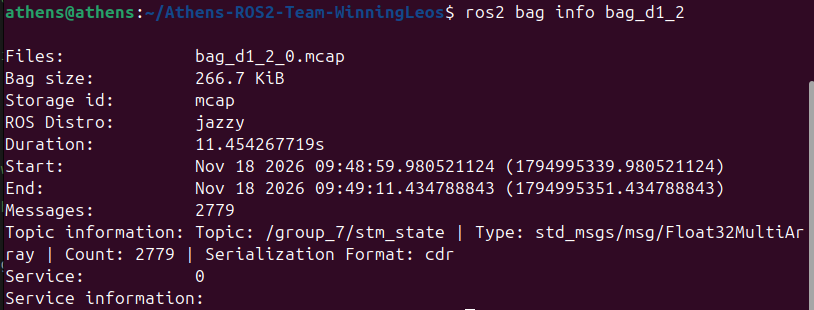 athens@athens:~/Athens-ROS2-Team-WinningLeos$ ros2 bag info bag_d1_2
Files:             bag_d1_2_0.mcap
Bag size:          266.7 KiB
Storage id:        mcap
ROS Distro:        jazzy
Duration:          11.454267719s
Start:             Nov 18 2026 09:48:59.980521124 (1794995339.980521124)
End:               Nov 18 2026 09:49:11.434788843 (1794995351.434788843)
Messages:          2779
Topic information: Topic: /group_7/stm_state | Type: std_msgs/msg/Float32MultiAr
ray | Count: 2779 | Serialization Format: cdr
Service:           0
Service information: